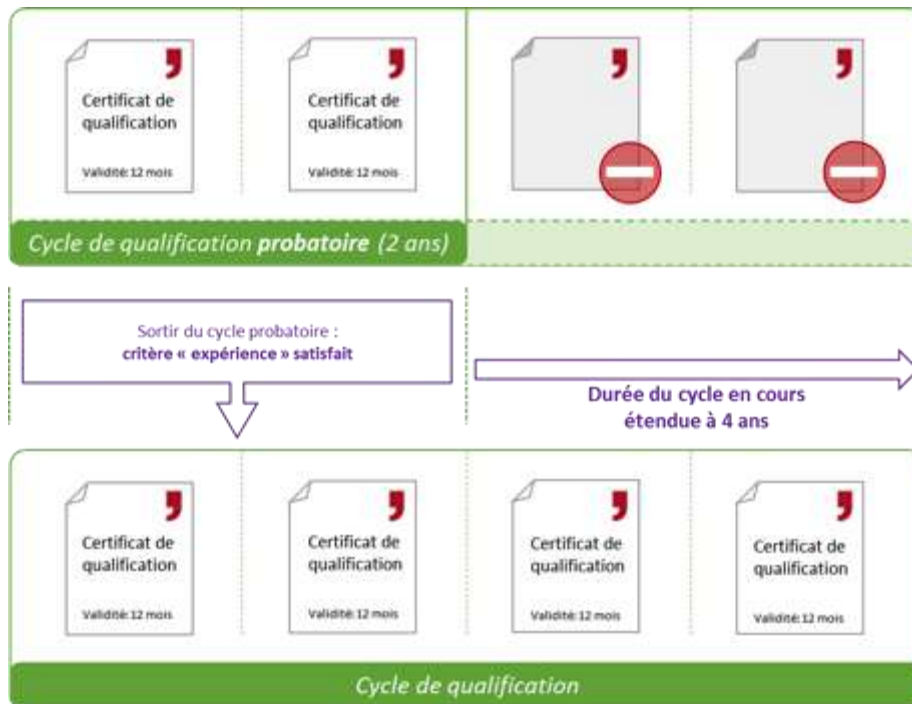 Certificat de
qualification
Validité: 12 mois
Certificat de
qualification
Validité: 12 mois
Cycle de qualification probatoire (2 ans)
Sortir du cycle probatoire :
critère « expérience » satisfait
Durée du cycle en cours
étendue à 4 ans
Certificat de
qualification
Validité: 12 mois
Certificat de
qualification
Validité: 12 mois
Certificat de
qualification
Validité: 12 mois
Certificat de
qualification
Validité: 12 mois
Cycle de qualification